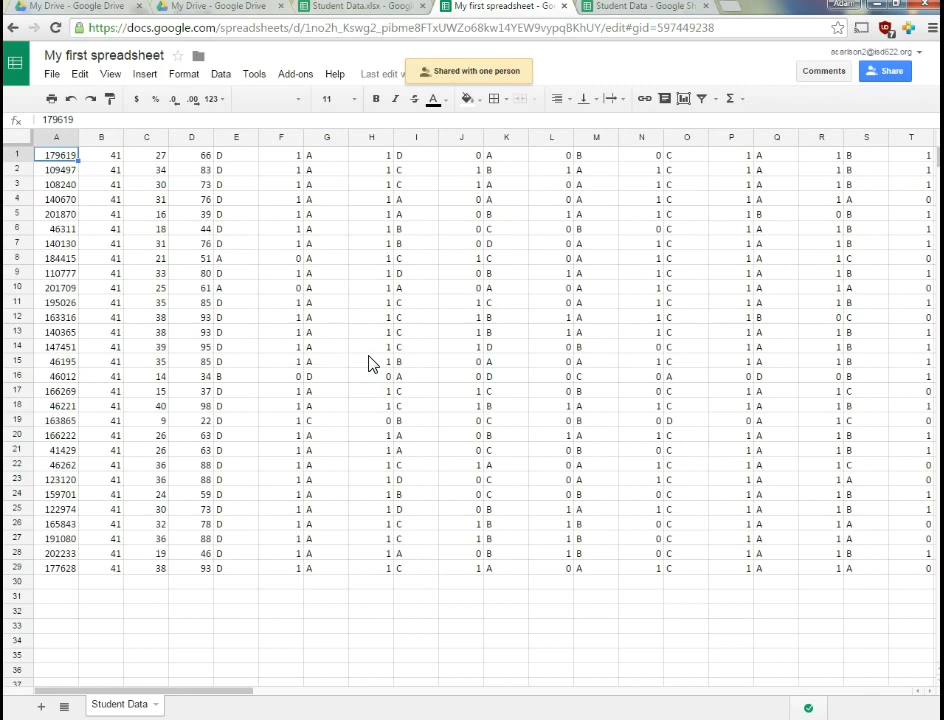 My Drive - Google Drive × My Drive - Google Drive × Student Data.xlsx - Googl × My first spreadsheet - Goo × Student Data - Google Sh × Adam
https://docs.google.com/spreadsheets/d/1no2h_Kswg2_pibme8FTxUWZo68kw14YEW9vypqBKhUY/edit#gid=597449238
My first spreadsheet
acarlson2@isd622.org
File Edit View Insert Format Data Tools Add-ons Help Last edit w
Shared with one person
Comments Share
$ % .0 .00 123 11 B I S A Σ
fx 179619
A B C D E F G H I J K L M N O P Q R S T
1 179619 41 27 66 D 1 A 1 D 0 A 0 B 0 C 1 A 1 B 1
2 109497 41 34 83 D 1 A 1 C 1 B 1 A 1 C 1 A 1 B 1
3 108240 41 30 73 D 1 A 1 C 1 A 0 A 1 C 1 A 1 B 1
4 140670 41 31 76 D 1 A 1 A 0 A 0 A 1 C 1 A 1 A 0
5 201870 41 16 39 D 1 A 1 A 0 B 1 A 1 C 1 B 0 B 1
6 46311 41 18 44 D 1 A 1 B 0 C 0 B 0 C 1 A 1 B 1
7 140130 41 31 76 D 1 A 1 B 0 D 0 A 1 C 1 A 1 B 1
8 184415 41 21 51 A 0 A 1 C 1 C 0 A 1 C 1 A 1 C 0
9 110777 41 33 80 D 1 A 1 D 0 B 1 A 1 C 1 A 1 B 1
10 201709 41 25 61 A 0 A 1 A 0 A 0 A 1 C 1 A 1 A 0
11 195026 41 35 85 D 1 A 1 C 1 C 0 A 1 C 1 A 1 B 1
12 163316 41 38 93 D 1 A 1 C 1 B 1 A 1 C 1 B 0 C 0
13 140365 41 38 93 D 1 A 1 C 1 B 1 A 1 C 1 A 1 B 1
14 147451 41 39 95 D 1 A 1 C 1 D 0 B 0 C 1 A 1 B 1
15 46195 41 35 85 D 1 A 1 B 0 A 0 A 1 C 1 A 1 B 1
16 46012 41 14 34 B 0 D 0 A 0 D 0 C 0 A 0 D 0 B 1
17 166269 41 15 37 D 1 A 1 C 1 C 0 B 0 C 1 A 1 C 0
18 46221 41 40 98 D 1 A 1 C 1 B 1 A 1 C 1 A 1 B 1
19 163865 41 9 22 D 1 C 0 B 0 C 0 B 0 D 0 A 1 C 0
20 166222 41 26 63 D 1 A 1 A 0 B 1 A 1 C 1 A 1 B 1
21 41429 41 26 63 D 1 A 1 A 0 C 0 B 0 C 1 A 1 B 1
22 46262 41 36 88 D 1 A 1 C 1 A 0 A 1 C 1 A 1 C 0
23 123120 41 36 88 D 1 A 1 D 0 C 0 A 1 C 1 A 1 A 0
24 159701 41 24 59 D 1 A 1 B 0 C 0 B 0 C 1 A 1 B 1
25 122974 41 30 73 D 1 A 1 D 0 B 1 A 1 C 1 A 1 B 1
26 165843 41 32 78 D 1 A 1 C 1 B 1 B 0 C 1 A 1 A 0
27 191080 41 36 88 D 1 A 1 C 1 B 1 B 0 C 1 A 1 A 0
28 202233 41 19 46 D 1 A 1 A 0 B 1 B 0 C 1 A 1 B 1
29 177628 41 38 93 D 1 A 1 C 1 A 0 A 1 C 1 A 1 A 0
30
31
32
33
34
35
36
37
+ Student Data